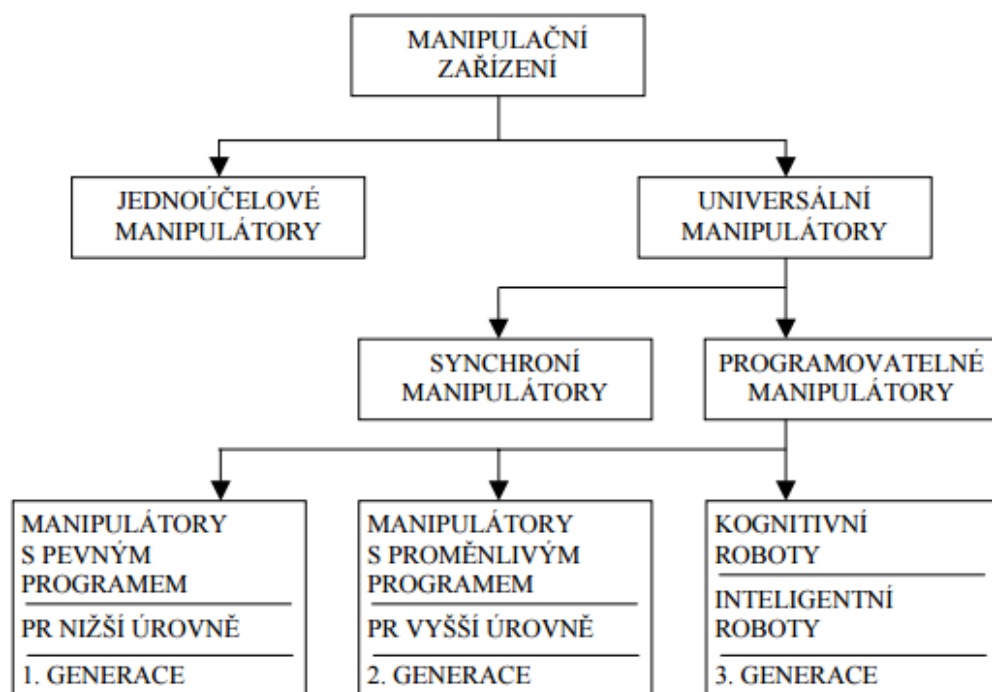 MANIPULAČNÍ
ZAŘÍZENÍ
JEDNOÚČELOVÉ
MANIPULÁTORY
UNIVERSÁLNÍ
MANIPULÁTORY
SYNCHRONÍ
MANIPULÁTORY
PROGRAMOVATELNÉ
MANIPULÁTORY
MANIPULÁTORY
S PEVNÝM
PROGRAMEM
PR NIŽŠÍ ÚROVNĚ
1. GENERACE
MANIPULÁTORY
S PROMĚNLIVÝM
PROGRAMEM
PR VYŠŠÍ ÚROVNĚ
2. GENERACE
KOGNITIVNÍ
ROBOTY
INTELIGENTNÍ
ROBOTY
3. GENERACE